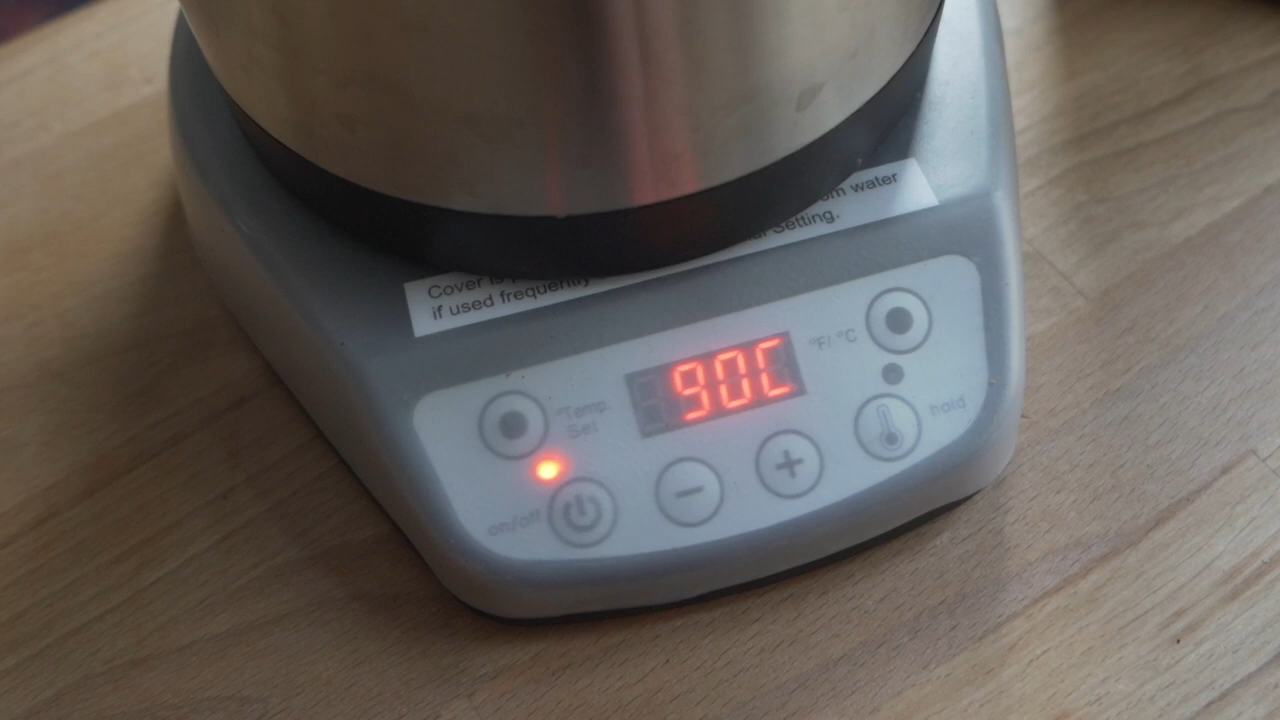 om water
Setting.
Cover is
if used frequently
90C
°F/ °C
Temp.
Set
hold
on/off